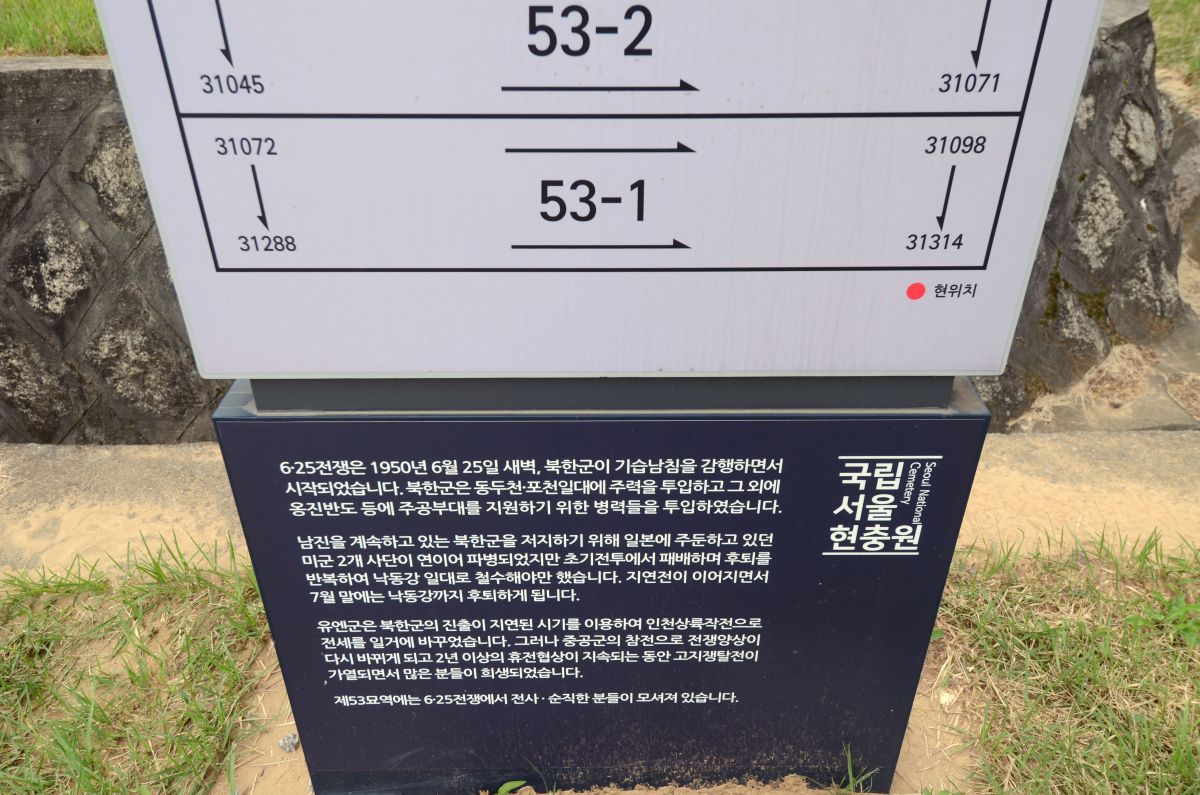 53-2
31045 31071
31072 31098
53-1
31288 31314
현위치
6·25전쟁은 1950년 6월 25일 새벽, 북한군이 기습남침을 감행하면서
시작되었습니다. 북한군은 동두천·포천일대에 주력을 투입하고 그 외에
옹진반도 등에 주공부대를 지원하기 위한 병력들을 투입하였습니다.
남진을 계속하고 있는 북한군을 저지하기 위해 일본에 주둔하고 있던
미군 2개 사단이 연이어 파병되었지만 초기전투에서 패배하며 후퇴를
반복하여 낙동강 일대로 철수해야만 했습니다. 지연전이 이어지면서
7월 말에는 낙동강까지 후퇴하게 됩니다.
유엔군은 북한군의 진출이 지연된 시기를 이용하여 인천상륙작전으로
전세를 일거에 바꾸었습니다. 그러나 중공군의 참전으로 전쟁양상이
다시 바뀌게 되고 2년 이상의 휴전협상이 지속되는 동안 고지쟁탈전이
가열되면서 많은 분들이 희생되었습니다.
제53묘역에는 6·25전쟁에서 전사·순직한 분들이 모셔져 있습니다.
국립
서울
현충원
Seoul National
Cemetery